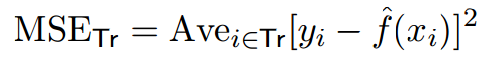 MSE_Tr = Ave_{i∈Tr}[y_i − f̂(x_i)]²